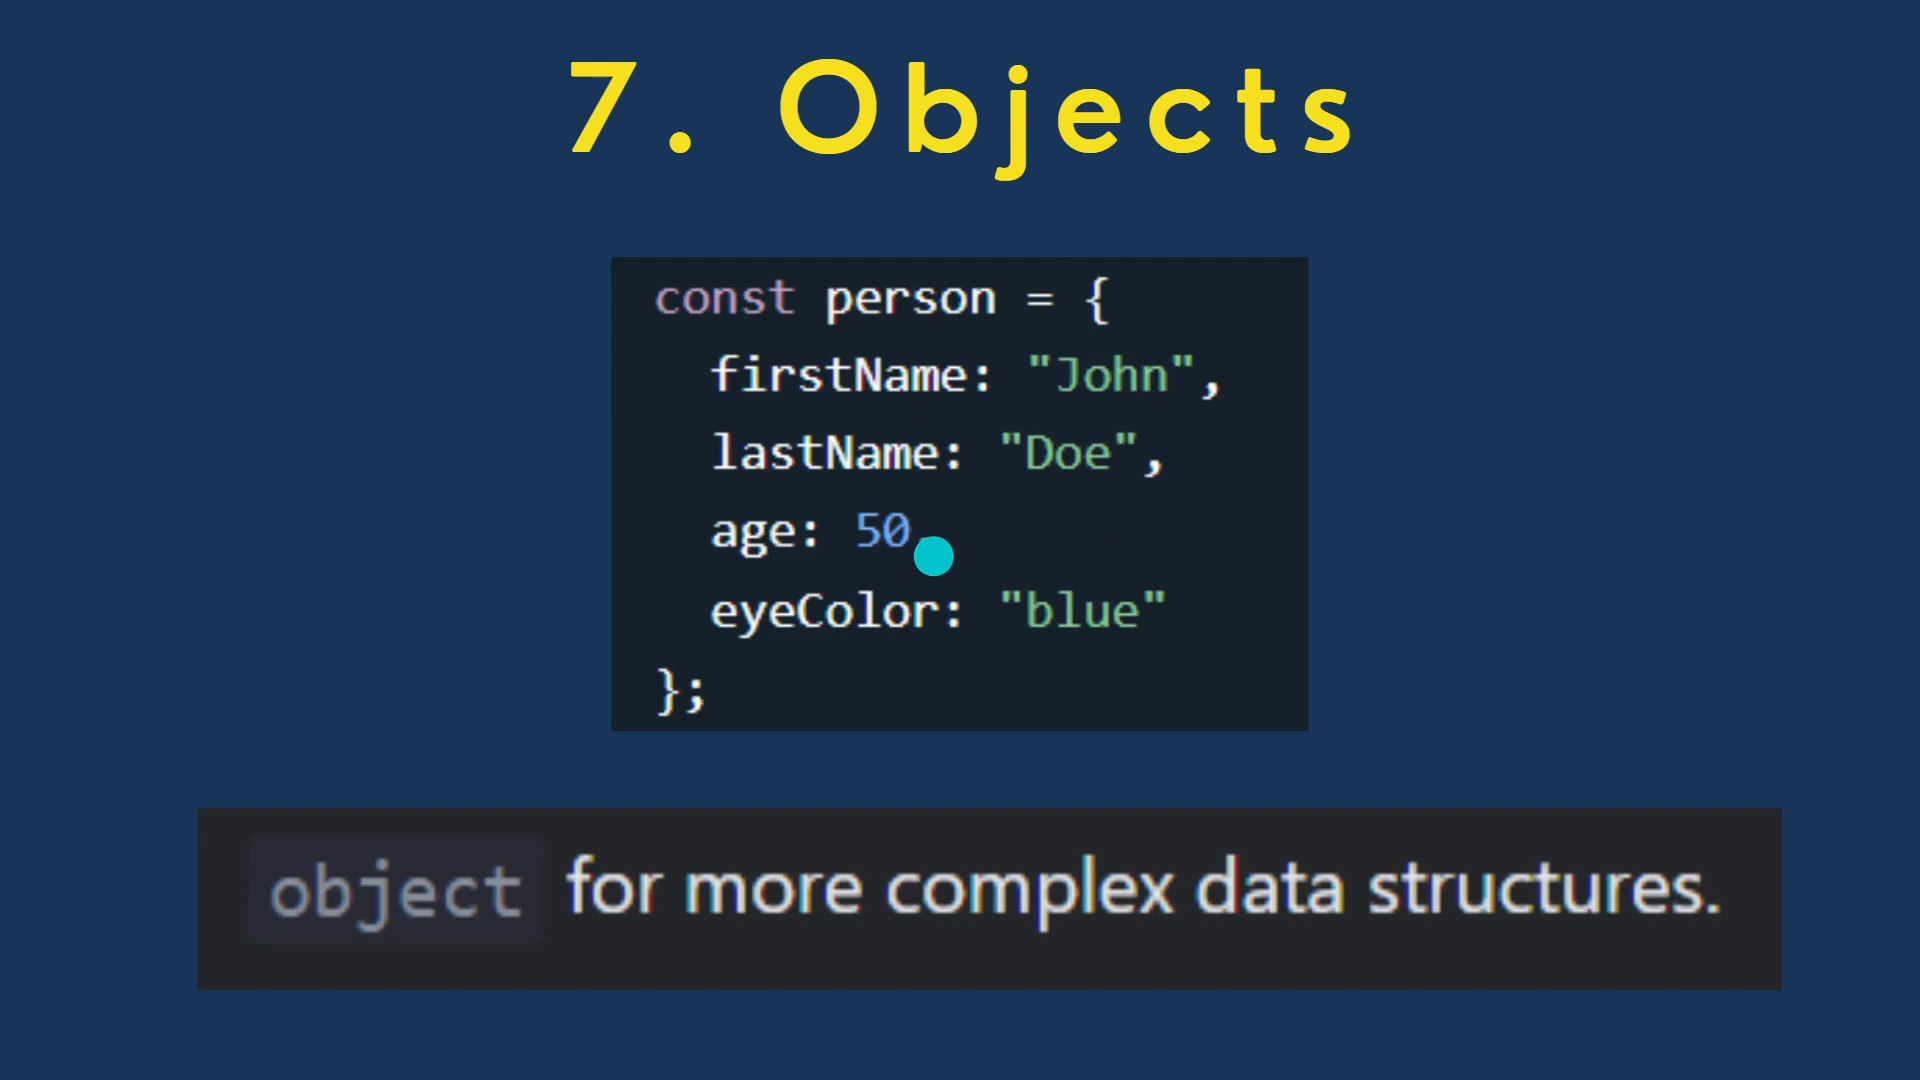 7. Objects
const person = {
firstName: "John",
lastName: "Doe",
age: 50,
eyeColor: "blue"
};
object for more complex data structures.